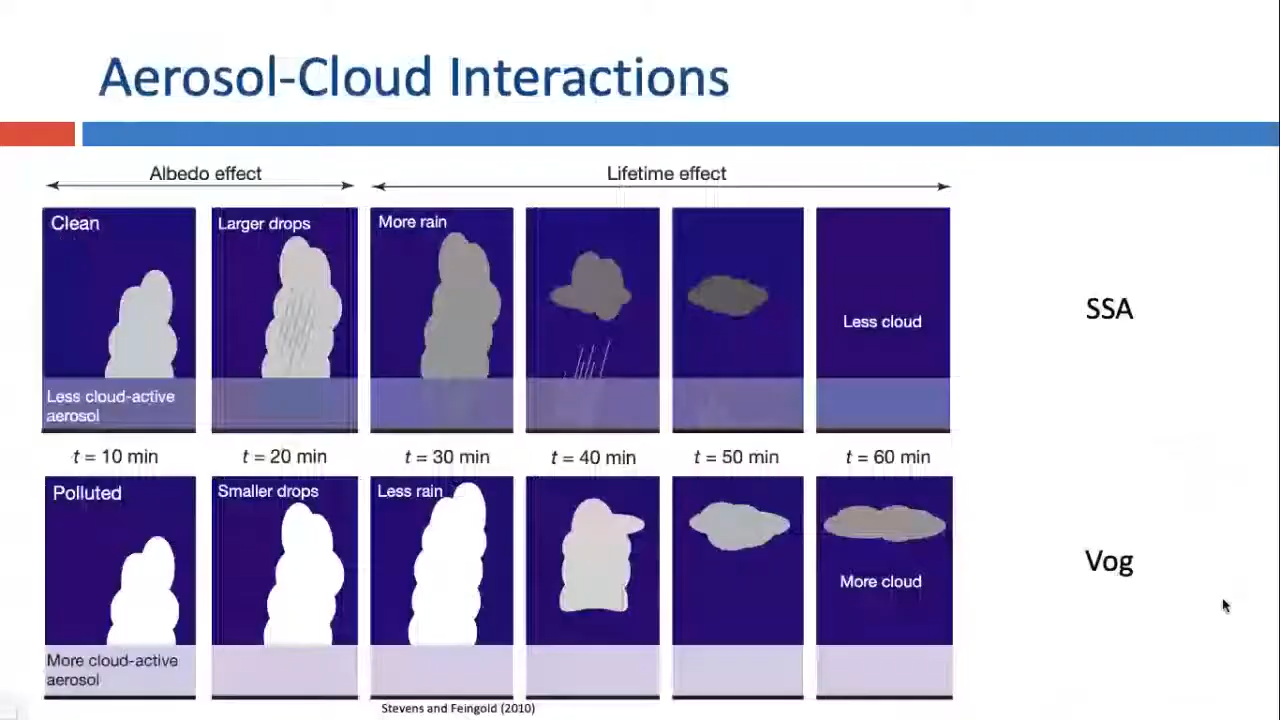 Aerosol-Cloud Interactions
Albedo effect
Lifetime effect
Clean
Larger drops
More rain
Less cloud
SSA
Less cloud-active
aerosol
t = 10 min
t = 20 min
t = 30 min
t = 40 min
t = 50 min
t = 60 min
Polluted
Smaller drops
Less rain
More cloud
Vog
More cloud-active
aerosol
Stevens and Feingold (2010)